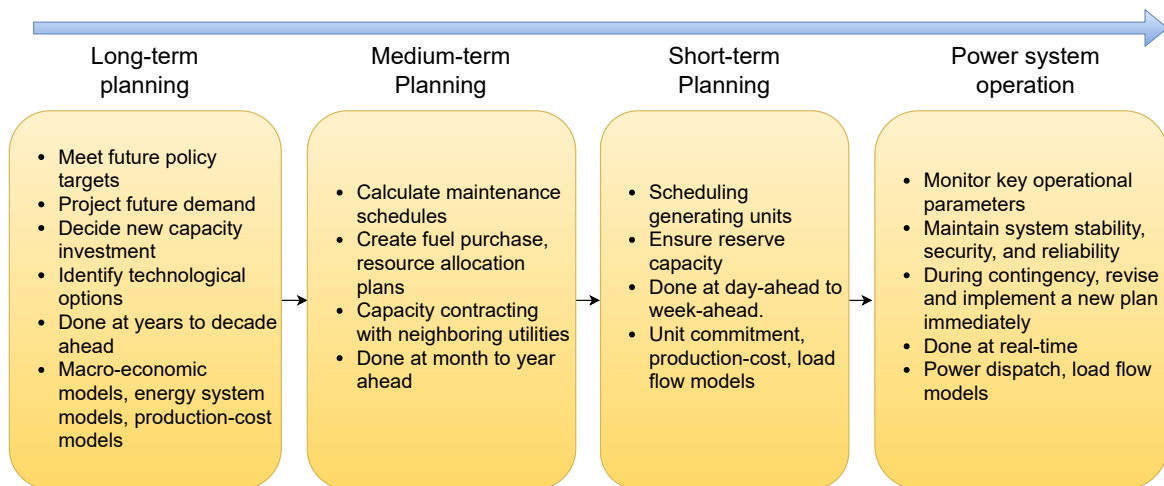 Long-term
planning
Medium-term
Planning
Short-term
Planning
Power system
operation
• Meet future policy
targets
• Project future demand
• Decide new capacity
investment
• Identify technological
options
• Done at years to decade
ahead
• Macro-economic
models, energy system
models, production-cost
models
• Calculate maintenance
schedules
• Create fuel purchase,
resource allocation
plans
• Capacity contracting
with neighboring utilities
• Done at month to year
ahead
• Scheduling
generating units
• Ensure reserve
capacity
• Done at day-ahead to
week-ahead.
• Unit commitment,
production-cost, load
flow models
• Monitor key operational
parameters
• Maintain system stability,
security, and reliability
• During contingency, revise
and implement a new plan
immediately
• Done at real-time
• Power dispatch, load flow
models